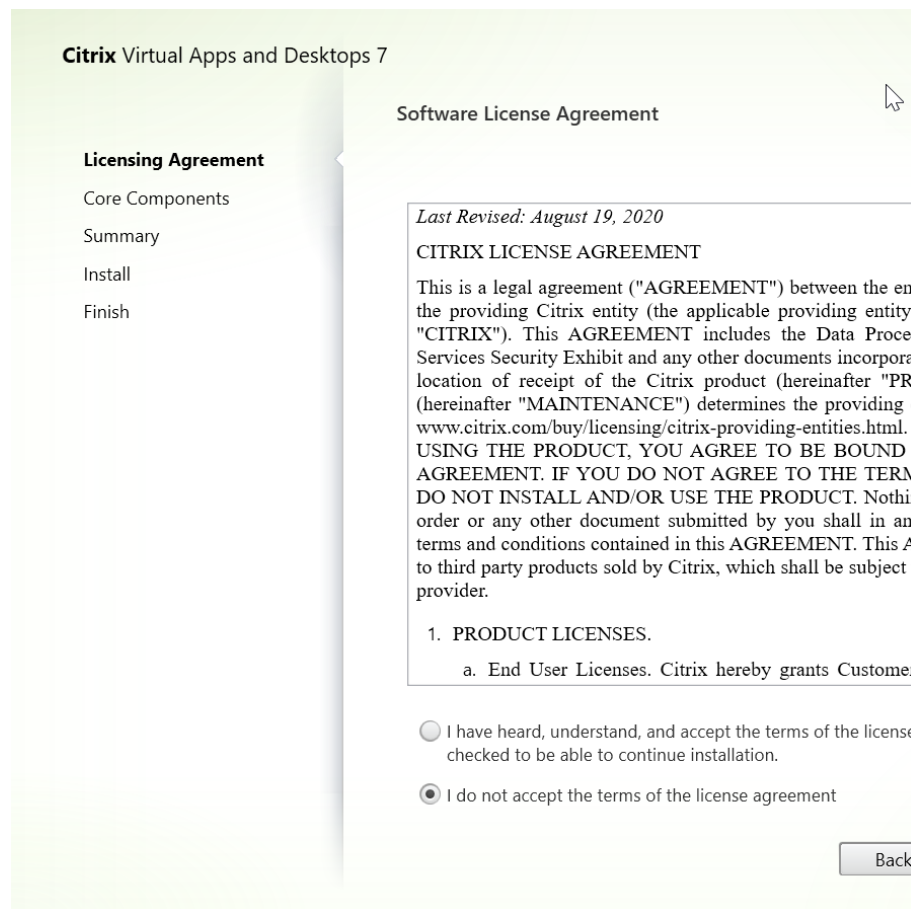 Citrix Virtual Apps and Desktops 7
Licensing Agreement
Core Components
Summary
Install
Finish
Software License Agreement
Last Revised: August 19, 2020
CITRIX LICENSE AGREEMENT
This is a legal agreement ("AGREEMENT") between the en
the providing Citrix entity (the applicable providing entity
"CITRIX"). This AGREEMENT includes the Data Proce
Services Security Exhibit and any other documents incorpora
location of receipt of the Citrix product (hereinafter "PR
(hereinafter "MAINTENANCE") determines the providing
www.citrix.com/buy/licensing/citrix-providing-entities.html.
USING THE PRODUCT, YOU AGREE TO BE BOUND
AGREEMENT. IF YOU DO NOT AGREE TO THE TERM
DO NOT INSTALL AND/OR USE THE PRODUCT. Nothi
order or any other document submitted by you shall in an
terms and conditions contained in this AGREEMENT. This A
to third party products sold by Citrix, which shall be subject
provider.
1. PRODUCT LICENSES.
a. End User Licenses. Citrix hereby grants Customer
I have heard, understand, and accept the terms of the license
checked to be able to continue installation.
I do not accept the terms of the license agreement
Back